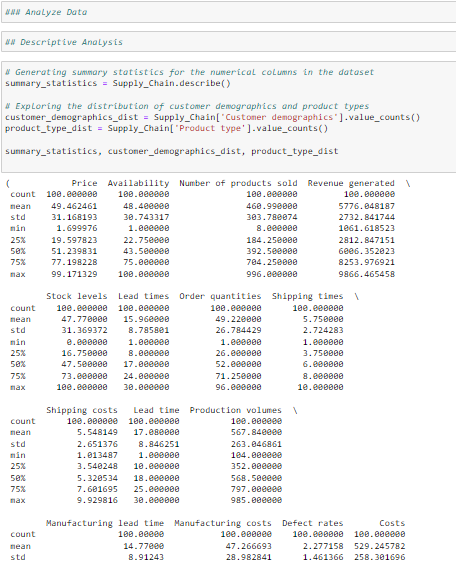 ### Analyze Data
## Descriptive Analysis
# Generating summary statistics for the numerical columns in the dataset
summary_statistics = Supply_Chain.describe()
# Exploring the distribution of customer demographics and product types
customer_demographics_dist = Supply_Chain['Customer demographics'].value_counts()
product_type_dist = Supply_Chain['Product type'].value_counts()
summary_statistics, customer_demographics_dist, product_type_dist
( Price Availability Number of products sold Revenue generated \
count 100.000000 100.000000 100.000000 100.000000
mean 49.462461 48.400000 460.990000 5776.048187
std 31.168193 30.743317 303.780074 2732.841744
min 1.699976 1.000000 8.000000 1061.618523
25% 19.597823 22.750000 184.250000 2812.847151
50% 51.239831 43.500000 392.500000 6006.352023
75% 77.198228 75.000000 704.250000 8253.976921
max 99.171329 100.000000 996.000000 9866.465458
Stock levels Lead times Order quantities Shipping times \
count 100.000000 100.000000 100.000000 100.000000
mean 47.770000 15.960000 49.220000 5.750000
std 31.369372 8.785801 26.784429 2.724283
min 0.000000 1.000000 1.000000 1.000000
25% 16.750000 8.000000 26.000000 3.750000
50% 47.500000 17.000000 52.000000 6.000000
75% 73.000000 24.000000 71.250000 8.000000
max 100.000000 30.000000 96.000000 10.000000
Shipping costs Lead time Production volumes \
count 100.000000 100.000000 100.000000
mean 5.548149 17.080000 567.840000
std 2.651376 8.846251 263.046861
min 1.013487 1.000000 104.000000
25% 3.540248 10.000000 352.000000
50% 5.320534 18.000000 568.500000
75% 7.601695 25.000000 797.000000
max 9.929816 30.000000 985.000000
Manufacturing lead time Manufacturing costs Defect rates Costs
count 100.00000 100.000000 100.000000 100.000000
mean 14.77000 47.266693 2.277158 529.245782
std 8.91243 28.982841 1.461366 258.301696